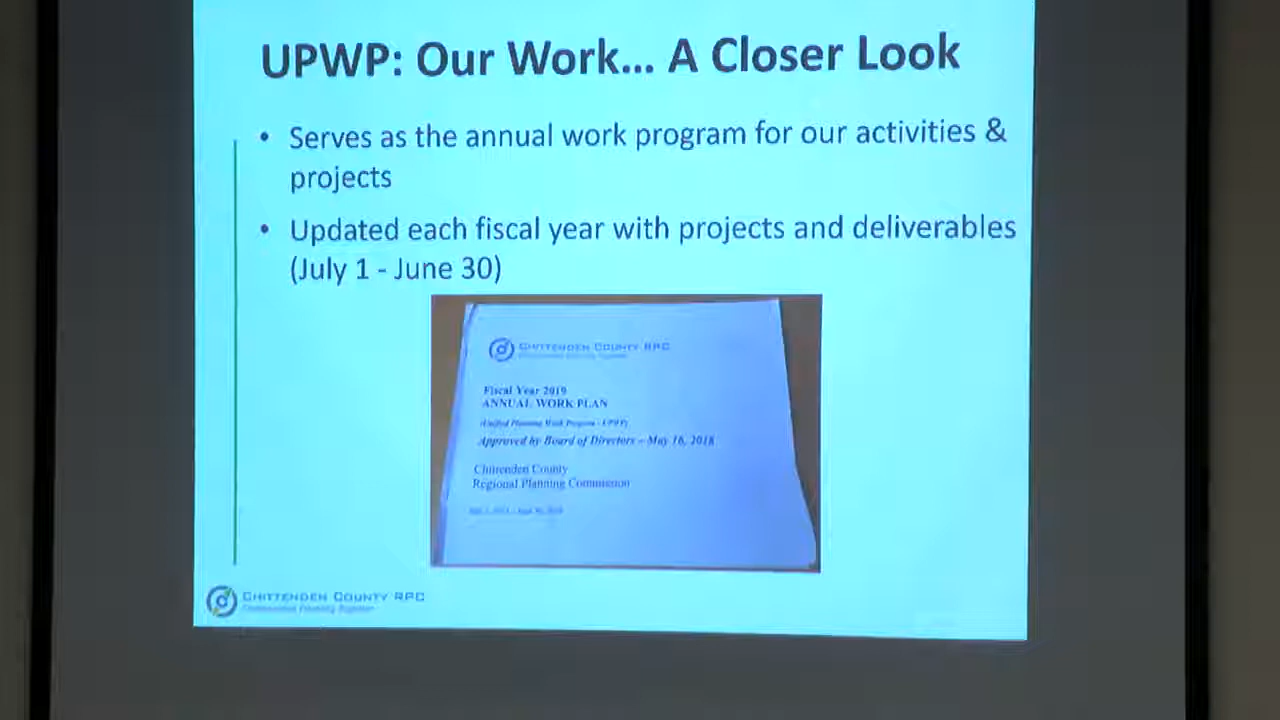 UPWP: Our Work... A Closer Look
• Serves as the annual work program for our activities &
projects
• Updated each fiscal year with projects and deliverables
(July 1 - June 30)
CHITTENDEN COUNTY RPC
Fiscal Year 2019
ANNUAL WORK PLAN
(Unified Planning Work Program - UPWP)
Approved by Board of Directors – May 16, 2018
Chittenden County
Regional Planning Commission
CHITTENDEN COUNTY RPC